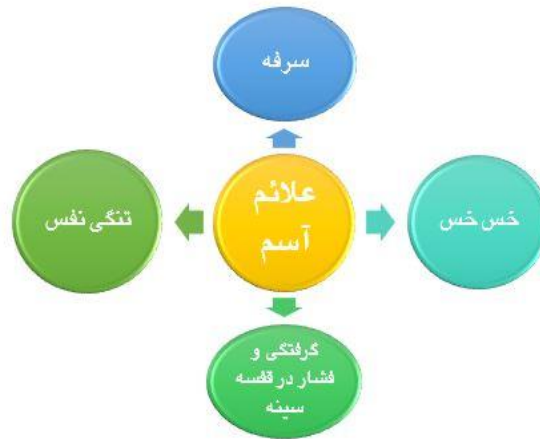 سرفه
علائم
آسم
خس خس
تنگی نفس
گرفتگی و
فشار در قفسه
سینه